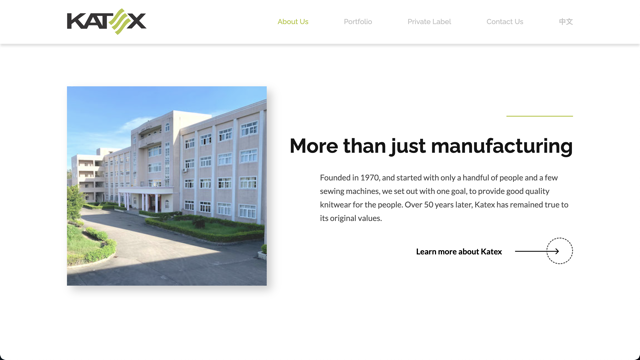 KATEX
About Us
Portfolio
Private Label
Contact Us
中文
More than just manufacturing
Founded in 1970, and started with only a handful of people and a few
sewing machines, we set out with one goal, to provide good quality
knitwear for the people. Over 50 years later, Katex has remained true to
its original values.
Learn more about Katex